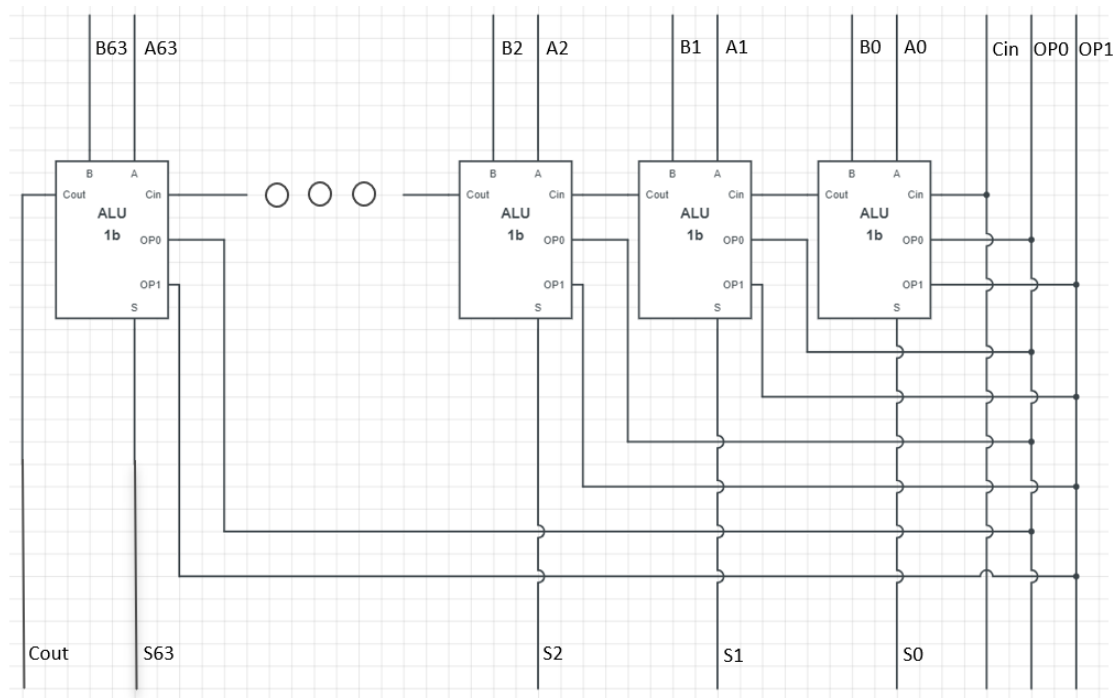 B63 A63 B2 A2 B1 A1 B0 A0 Cin OP0 OP1
B A B A B A B A
Cout Cin Cout Cin Cout Cin Cout Cin
ALU ALU ALU ALU
1b 1b 1b 1b
OP0 OP0 OP0 OP0
OP1 OP1 OP1 OP1
S S S S
Cout S63 S2 S1 S0